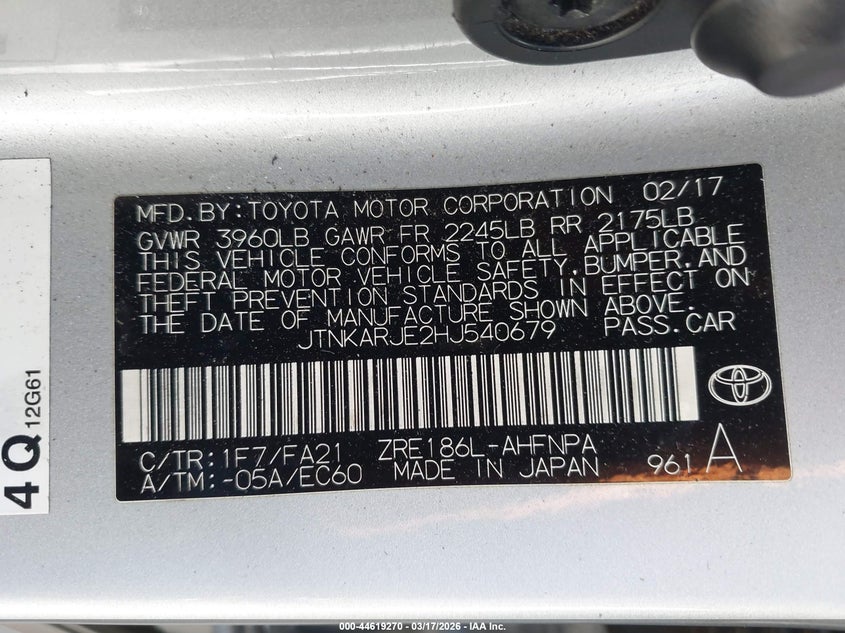 MFD.BY:TOYOTA MOTOR CORPORATION 02/17
GVWR 3960LB GAWR FR 2245LB RR 2175LB
THIS VEHICLE CONFORMS TO ALL APPLICABLE
FEDERAL MOTOR VEHICLE SAFETY,BUMPER,AND
THEFT PREVENTION STANDARDS IN EFFECT ON
THE DATE OF MANUFACTURE SHOWN ABOVE.
JTNKARJE2HJ540679 PASS.CAR
C/TR:1F7/FA21 ZRE186L-AHFNPA
A/TM:-05A/EC60 MADE IN JAPAN 961 A
4Q 12G61
000-44619270 - 03/17/2026 - IAA Inc.